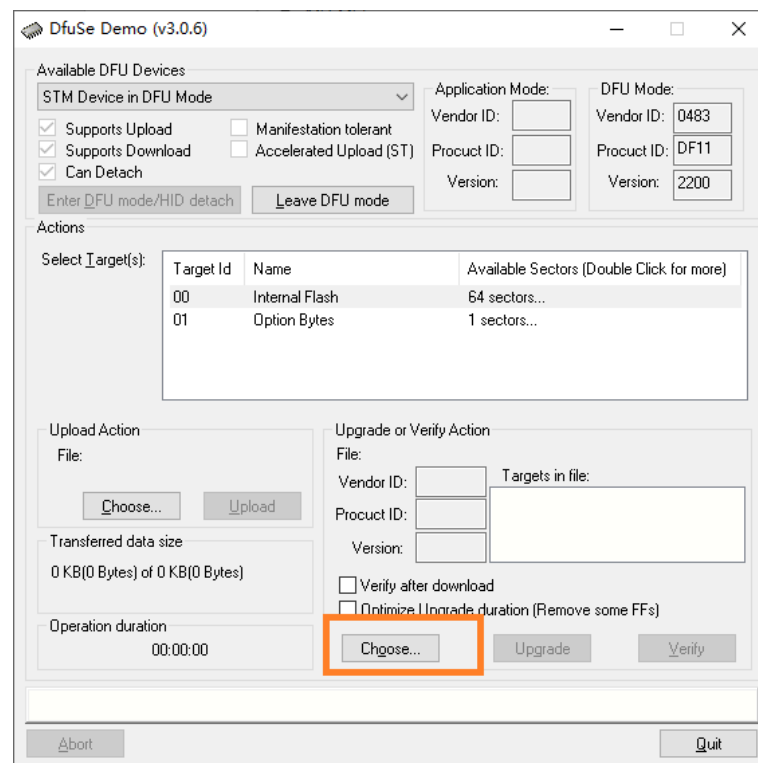 DfuSe Demo (v3.0.6)
Available DFU Devices
STM Device in DFU Mode
Supports Upload
Manifestation tolerant
Supports Download
Accelerated Upload (ST)
Can Detach
Enter DFU mode/HID detach
Leave DFU mode
Application Mode:
Vendor ID:
Procuct ID:
Version:
DFU Mode:
Vendor ID: 0483
Procuct ID: DF11
Version: 2200
Actions
Select Target(s):
Target Id Name Available Sectors (Double Click for more)
00 Internal Flash 64 sectors...
01 Option Bytes 1 sectors...
Upload Action
File:
Choose... Upload
Transferred data size
0 KB(0 Bytes) of 0 KB(0 Bytes)
Operation duration
00:00:00
Upgrade or Verify Action
File:
Vendor ID:
Procuct ID:
Version:
Targets in file:
Verify after download
Optimize Upgrade duration (Remove some FFs)
Choose... Upgrade Verify
Abort Quit